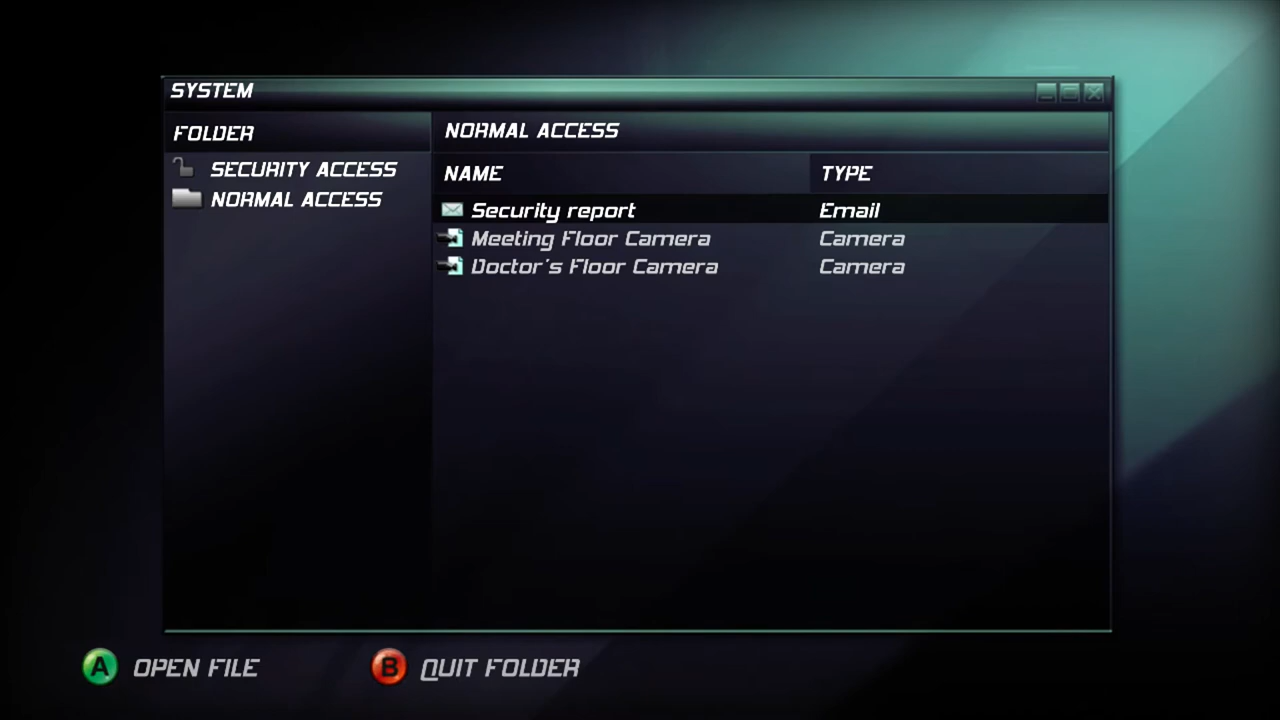 SYSTEM
FOLDER
SECURITY ACCESS
NORMAL ACCESS
NORMAL ACCESS
NAME TYPE
Security report Email
Meeting Floor Camera Camera
Doctor's Floor Camera Camera
A OPEN FILE B QUIT FOLDER